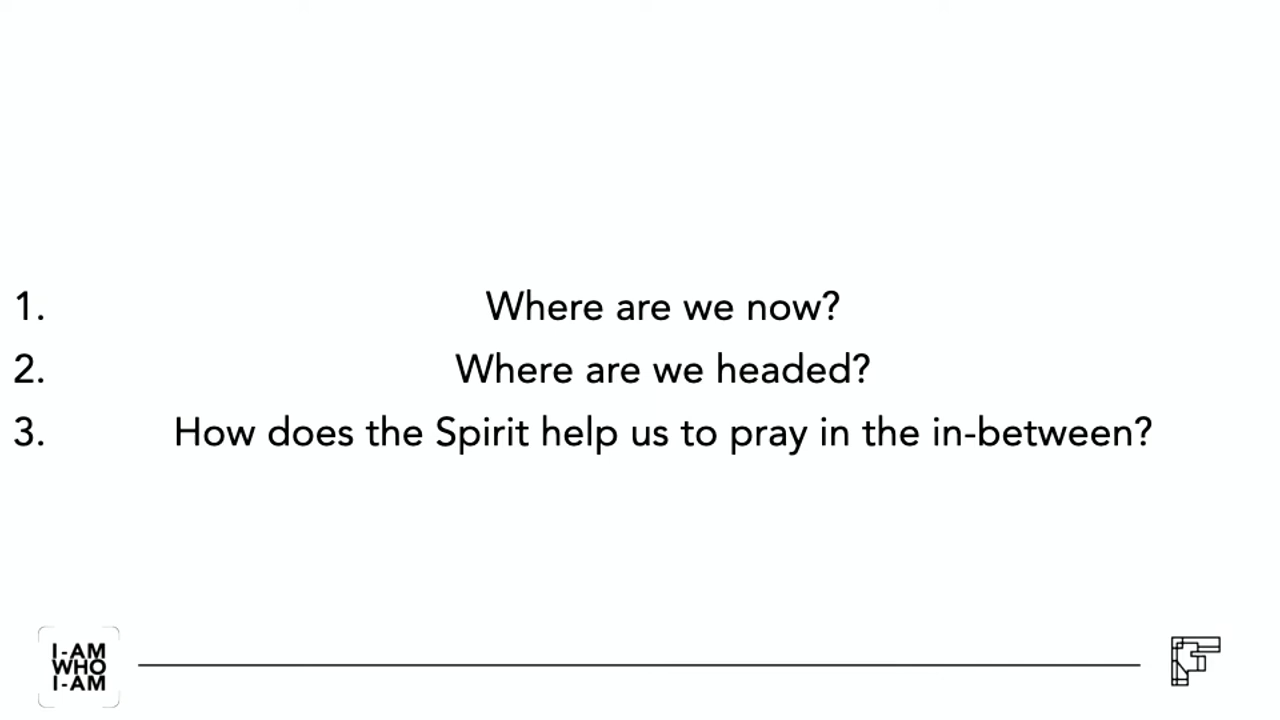 1. Where are we now?
2. Where are we headed?
3. How does the Spirit help us to pray in the in-between?
I-AM
WHO
I-AM